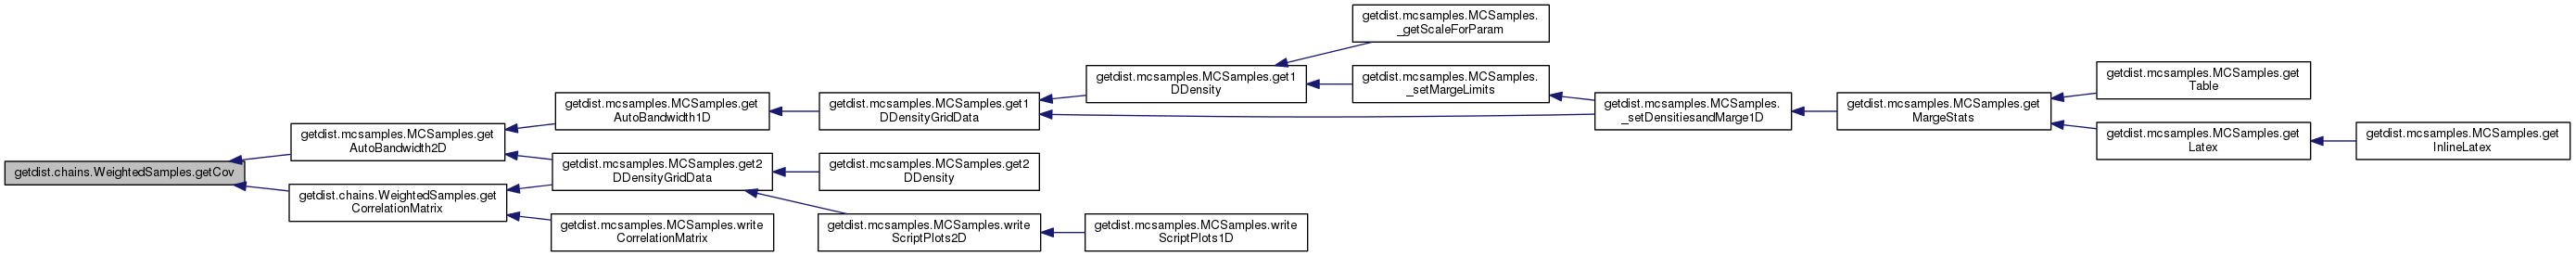 getdist.chains.WeightedSamples.getCov
getdist.mcsamples.MCSamples.get
AutoBandwidth2D
getdist.chains.WeightedSamples.get
CorrelationMatrix
getdist.mcsamples.MCSamples.get
AutoBandwidth1D
getdist.mcsamples.MCSamples.get2
DDensityGridData
getdist.mcsamples.MCSamples.write
CorrelationMatrix
getdist.mcsamples.MCSamples.get1
DDensityGridData
getdist.mcsamples.MCSamples.get2
DDensity
getdist.mcsamples.MCSamples.write
ScriptPlots2D
getdist.mcsamples.MCSamples.get1
DDensity
getdist.mcsamples.MCSamples.write
ScriptPlots1D
getdist.mcsamples.MCSamples.
_getScaleForParam
getdist.mcsamples.MCSamples.
_setMargeLimits
getdist.mcsamples.MCSamples.
_setDensitiesandMarge1D
getdist.mcsamples.MCSamples.get
MargeStats
getdist.mcsamples.MCSamples.get
Table
getdist.mcsamples.MCSamples.get
Latex
getdist.mcsamples.MCSamples.get
InlineLatex